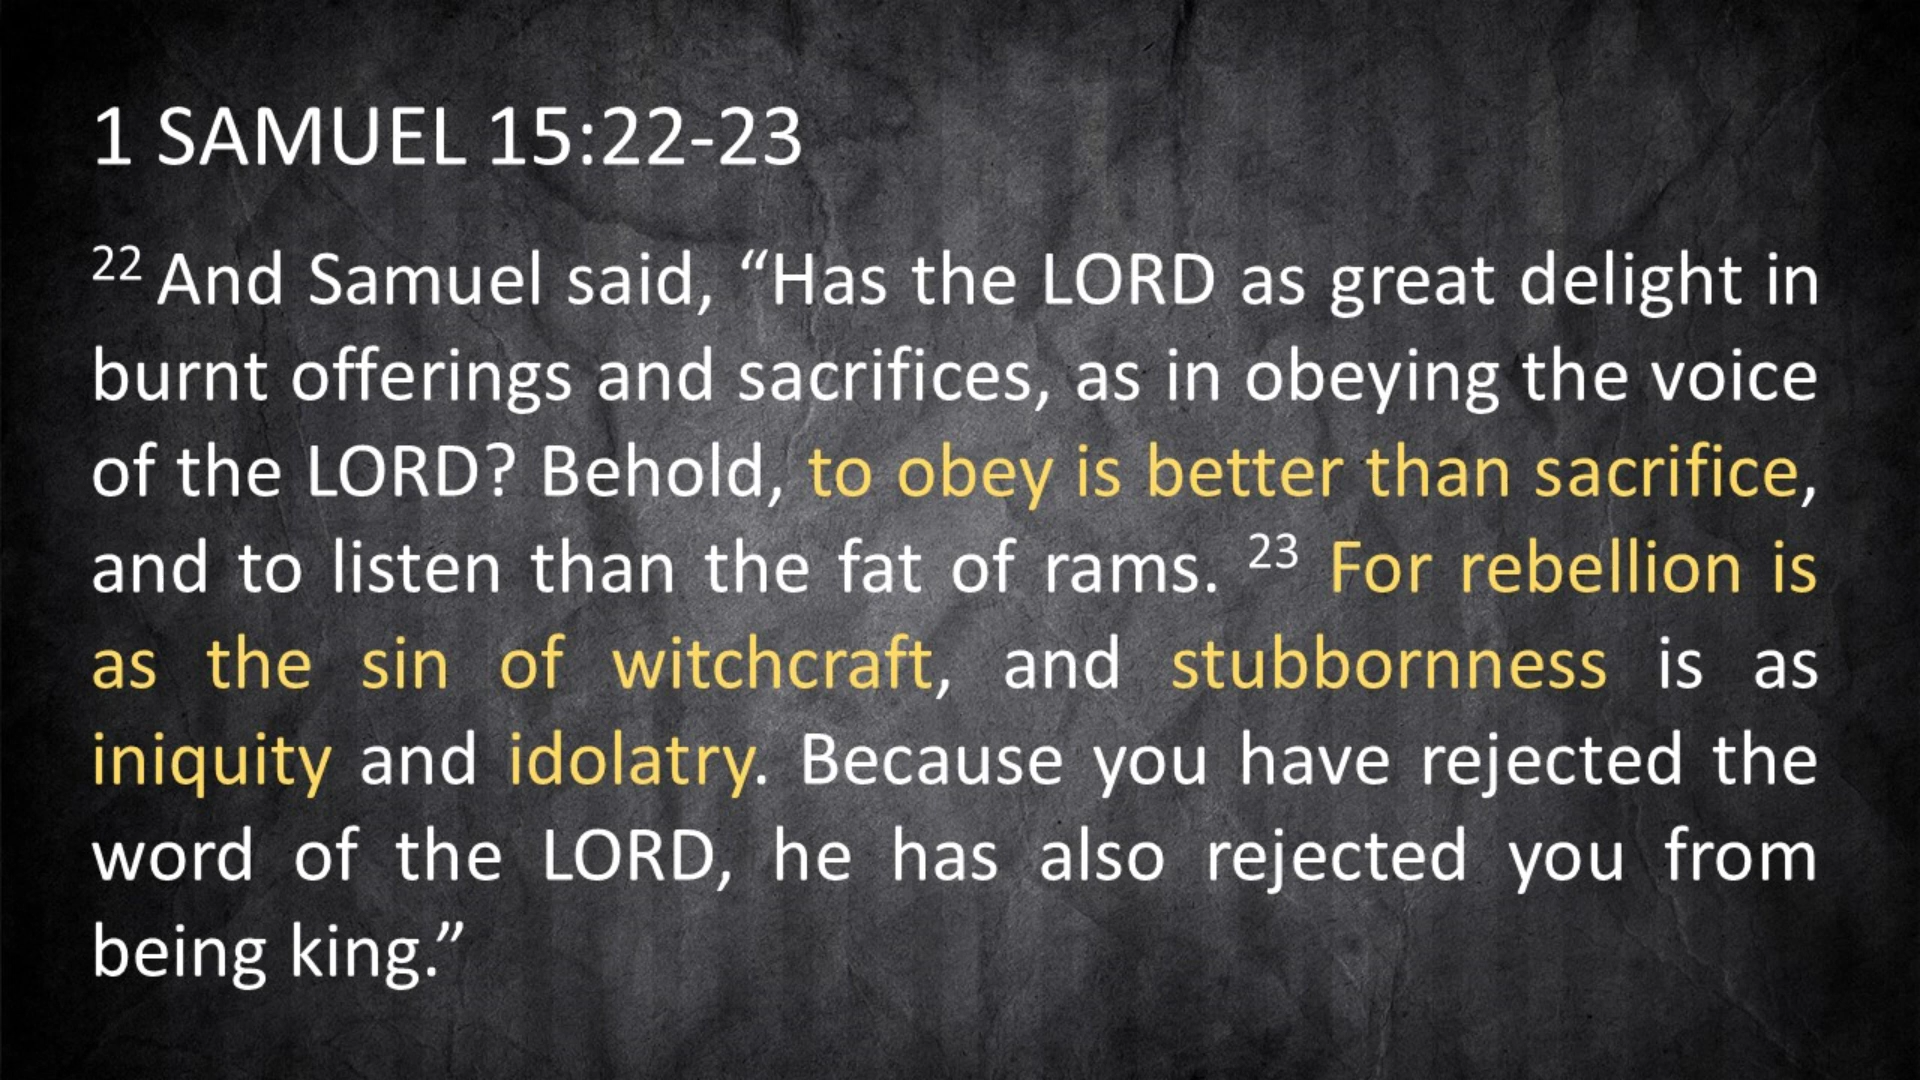 1 SAMUEL 15:22-23
22 And Samuel said, “Has the LORD as great delight in
burnt offerings and sacrifices, as in obeying the voice
of the LORD? Behold, to obey is better than sacrifice,
and to listen than the fat of rams. 23 For rebellion is
as the sin of witchcraft, and stubbornness is as
iniquity and idolatry. Because you have rejected the
word of the LORD, he has also rejected you from
being king.”